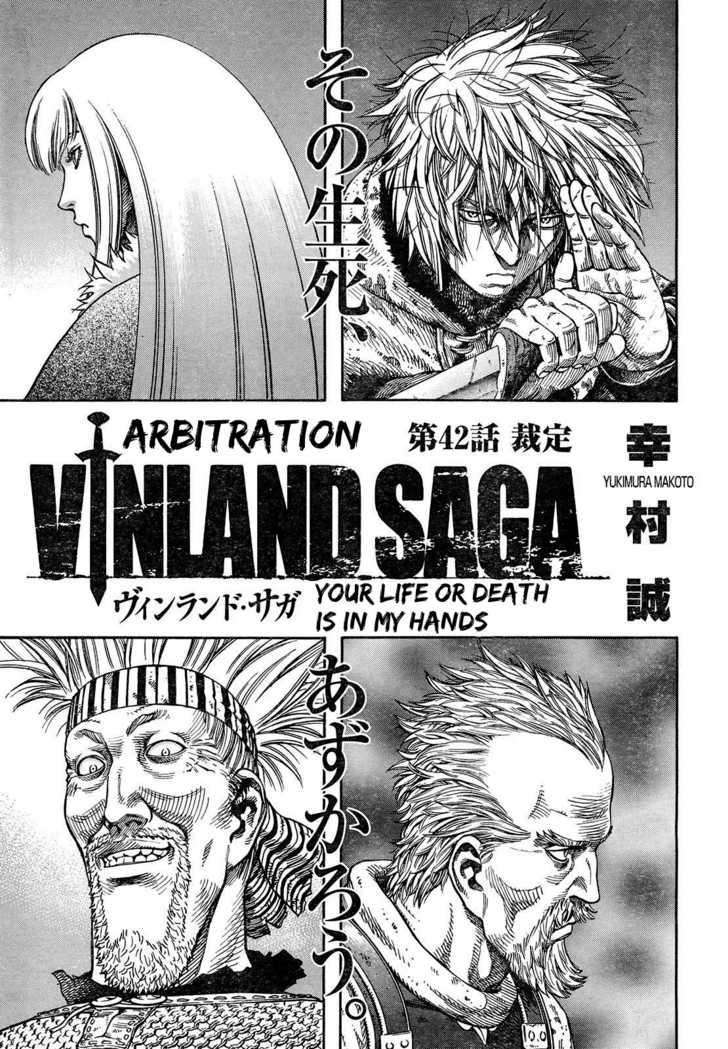 その生死、
ARBITRATION
第42話 裁定
VINLAND SAGA
ヴィンランド・サガ
YOUR LIFE OR DEATH
IS IN MY HANDS
幸村誠
YUKIMURA MAKOTO
あずかろう。